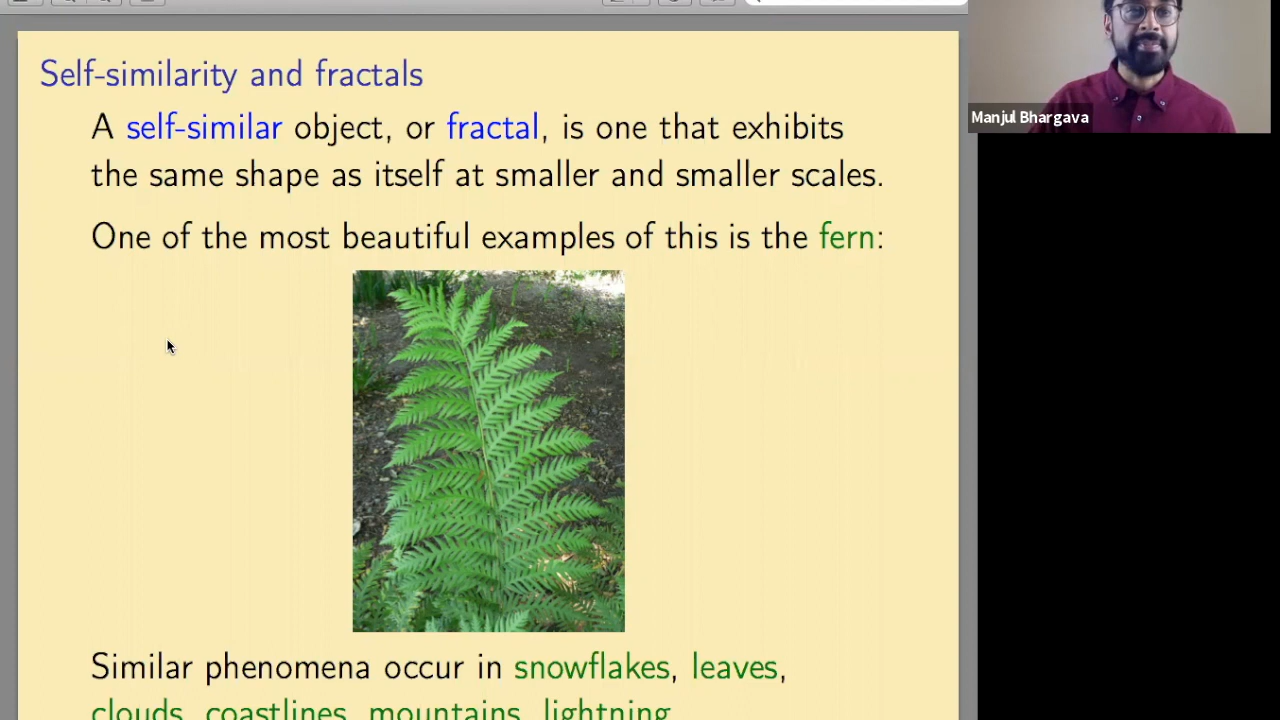 Self-similarity and fractals
A self-similar object, or fractal, is one that exhibits
the same shape as itself at smaller and smaller scales.
One of the most beautiful examples of this is the fern:
Similar phenomena occur in snowflakes, leaves,
clouds, coastlines, mountains, lightning
Manjul Bhargava